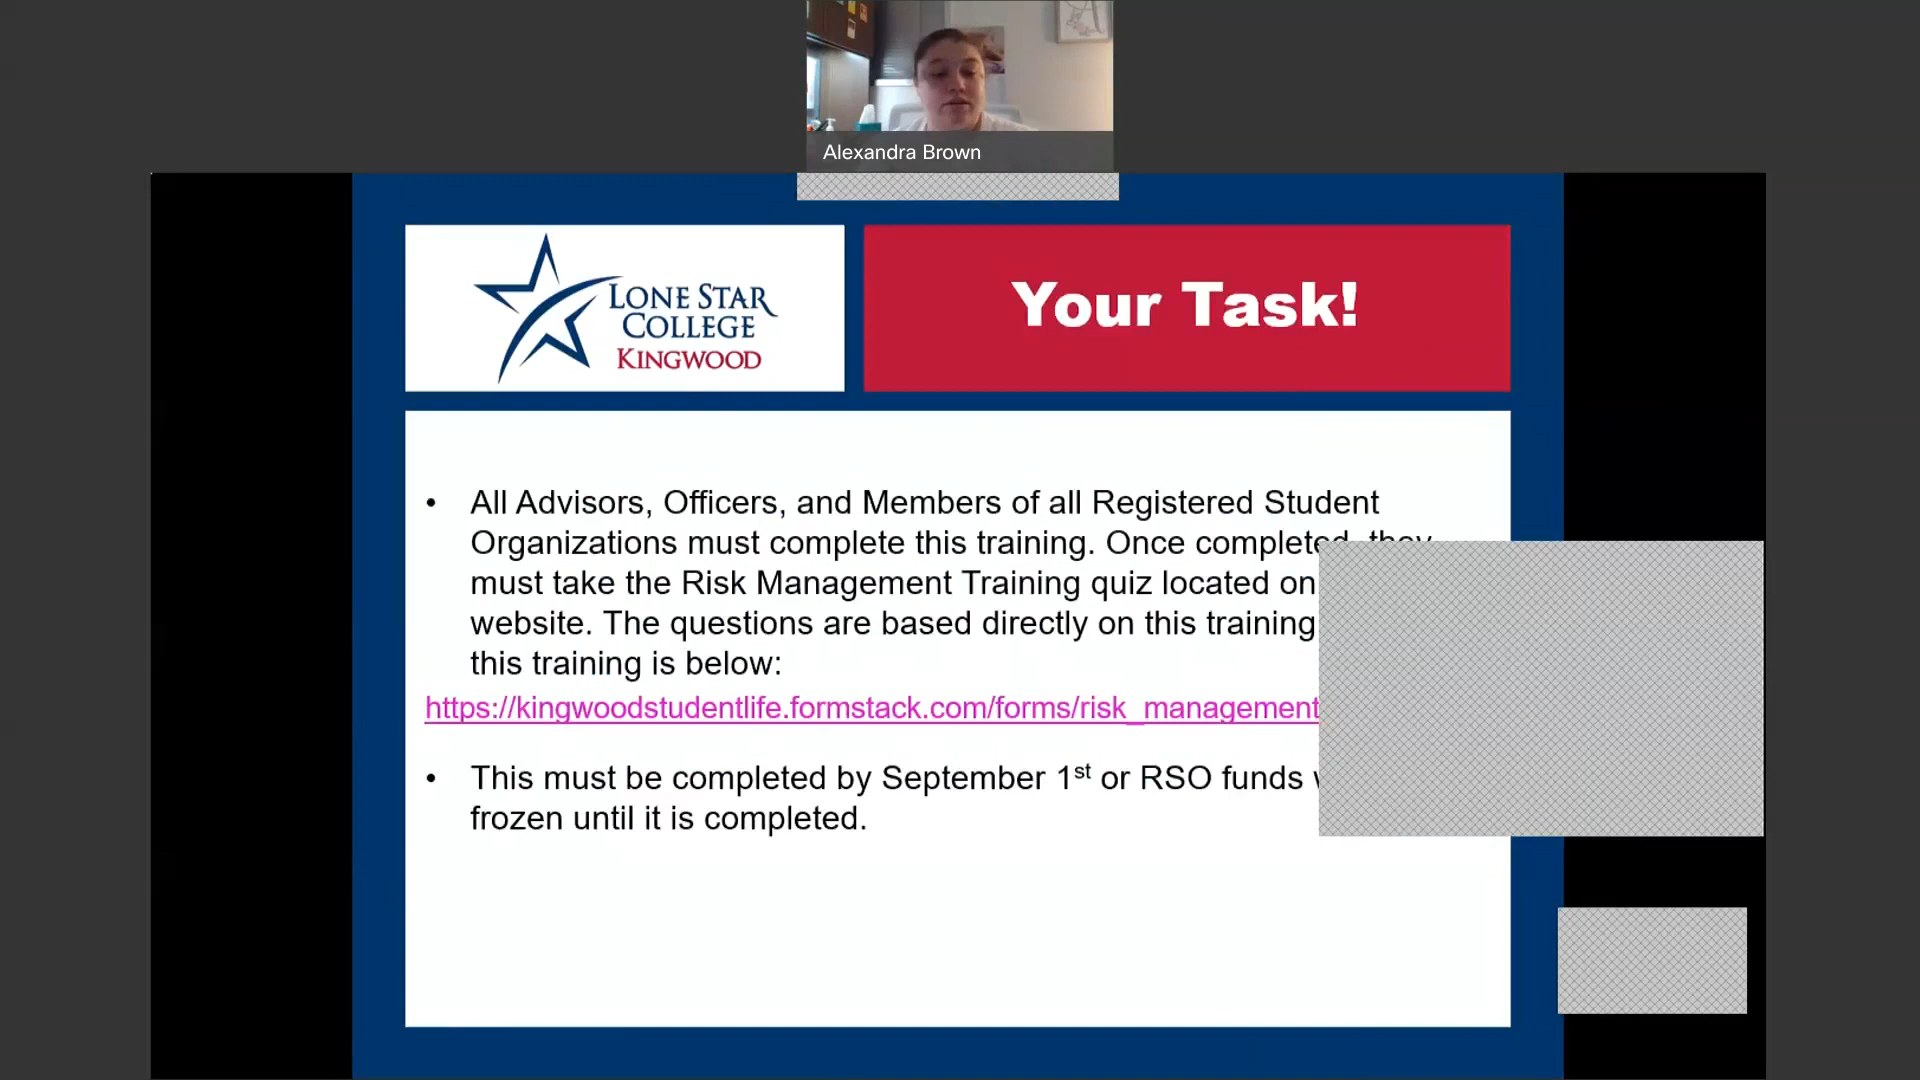 Alexandra Brown
LONE STAR
COLLEGE
KINGWOOD
Your Task!
• All Advisors, Officers, and Members of all Registered Student
Organizations must complete this training. Once completed, they
must take the Risk Management Training quiz located on
website. The questions are based directly on this training
this training is below:
https://kingwoodstudentlife.formstack.com/forms/risk_management
• This must be completed by September 1st or RSO funds
frozen until it is completed.